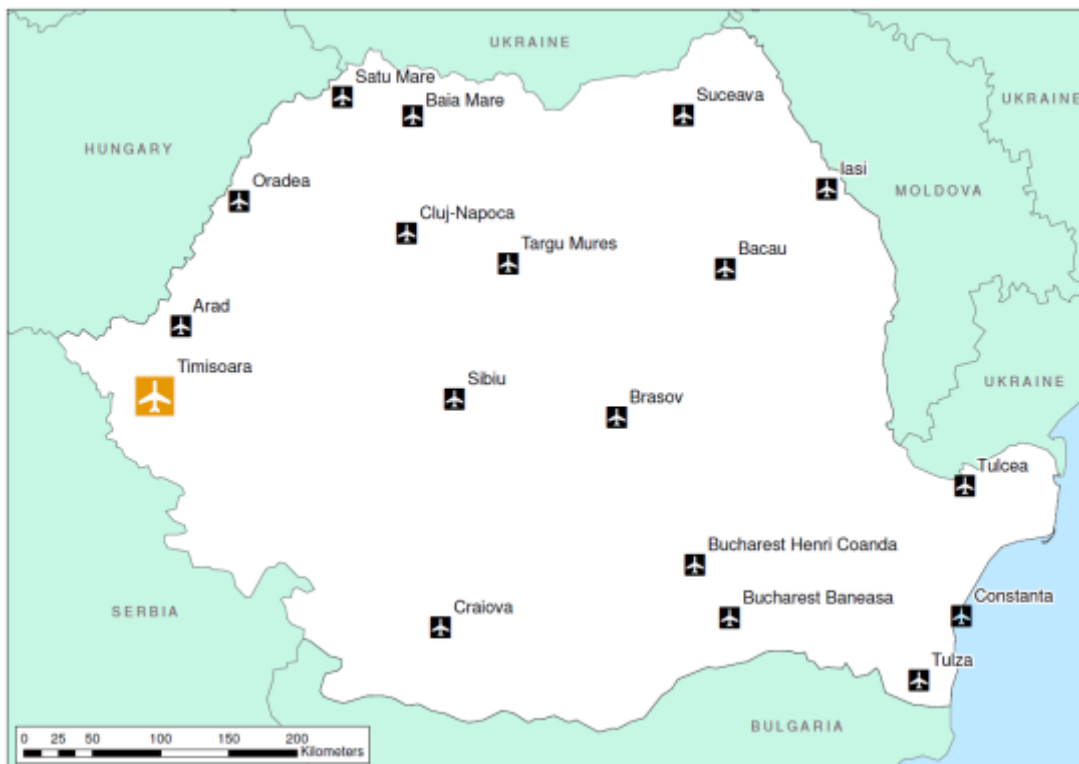 UKRAINE
Satu Mare
Baia Mare
Suceava
UKRAINE
HUNGARY
Iasi
MOLDOVA
Oradea
Cluj-Napoca
Targu Mures
Bacau
Arad
Timisoara
Sibiu
Brasov
UKRAINE
Tulcea
Bucharest Henri Coanda
SERBIA
Craiova
Bucharest Baneasa
Constanta
Tulza
BULGARIA
0 25 50 100 150 200
Kilometers